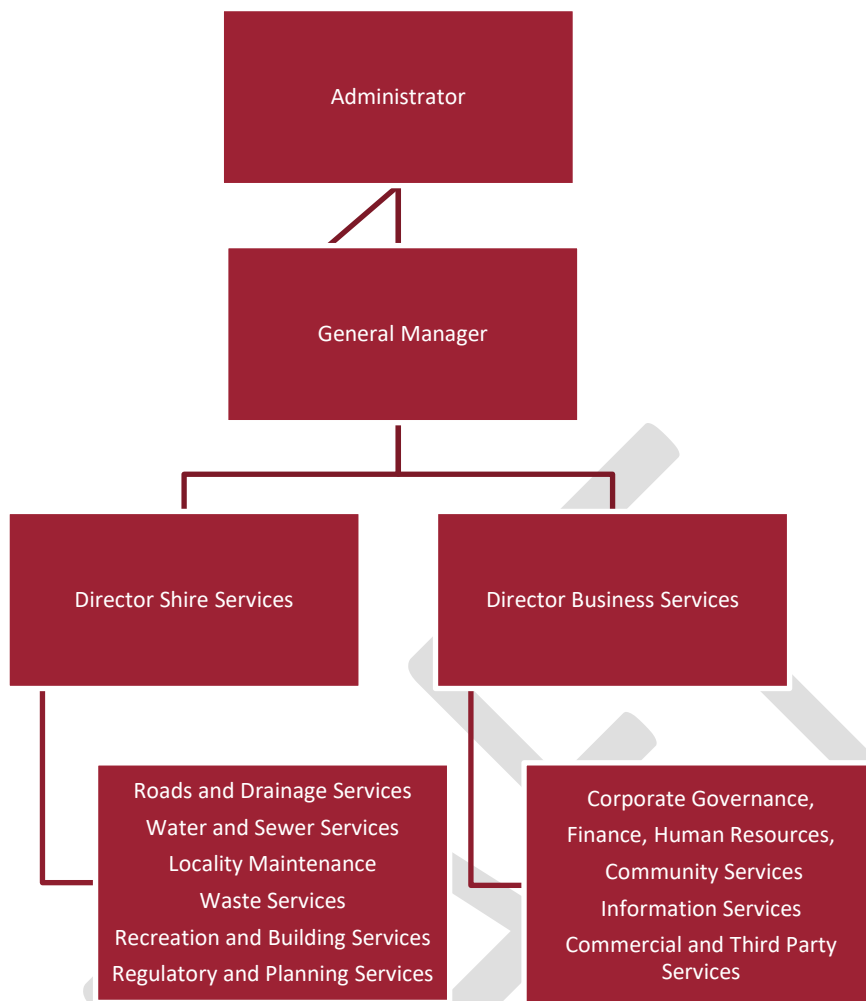 Administrator
General Manager
Director Shire Services
Director Business Services
Roads and Drainage Services
Water and Sewer Services
Locality Maintenance
Waste Services
Recreation and Building Services
Regulatory and Planning Services
Corporate Governance,
Finance, Human Resources,
Community Services
Information Services
Commercial and Third Party
Services